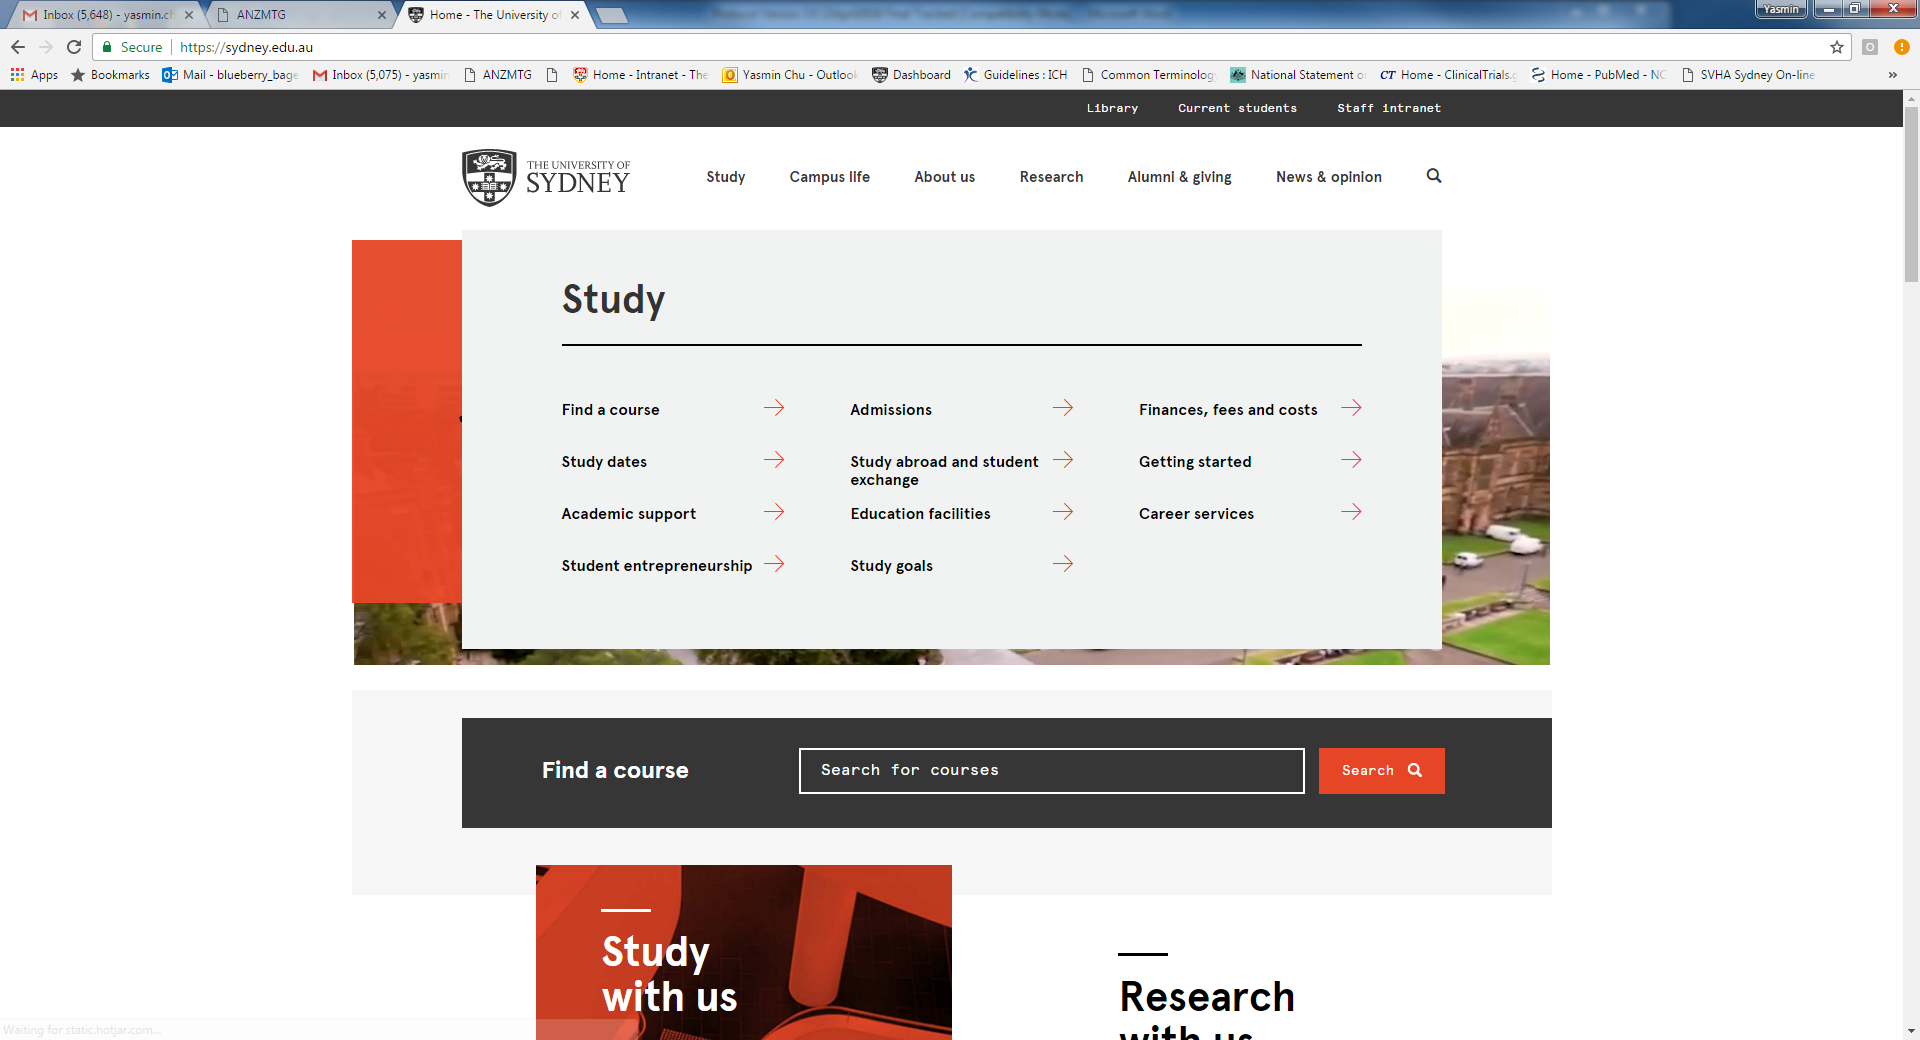 Inbox (5,648) - yasmin.ch
ANZMTG
Home - The University of
Yasmin
Secure
https://sydney.edu.au
Apps
Bookmarks
Mail - blueberry_bage
Inbox (5,075) - yasmin
ANZMTG
Home - Intranet - The
Yasmin Chu - Outlook
Dashboard
Guidelines : ICH
Common Terminology
National Statement o
CT Home - ClinicalTrials.g
Home - PubMed - NC
SVHA Sydney On-line
Library
Current students
Staff intranet
THE UNIVERSITY OF
SYDNEY
Study
Campus life
About us
Research
Alumni & giving
News & opinion
Study
Find a course
Admissions
Finances, fees and costs
Study dates
Study abroad and student
exchange
Getting started
Academic support
Education facilities
Career services
Student entrepreneurship
Study goals
Find a course
Search for courses
Search
Study
with us
Research
with us
Waiting for static.hotjar.com...